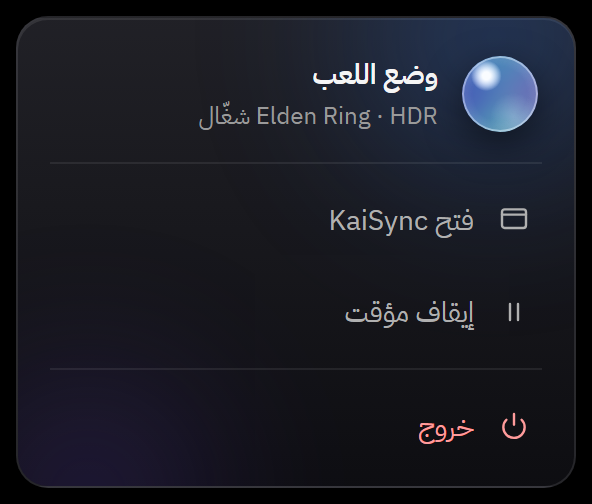 وضع اللعب
Elden Ring · HDR شغّال
فتح KaiSync
إيقاف مؤقت
خروج